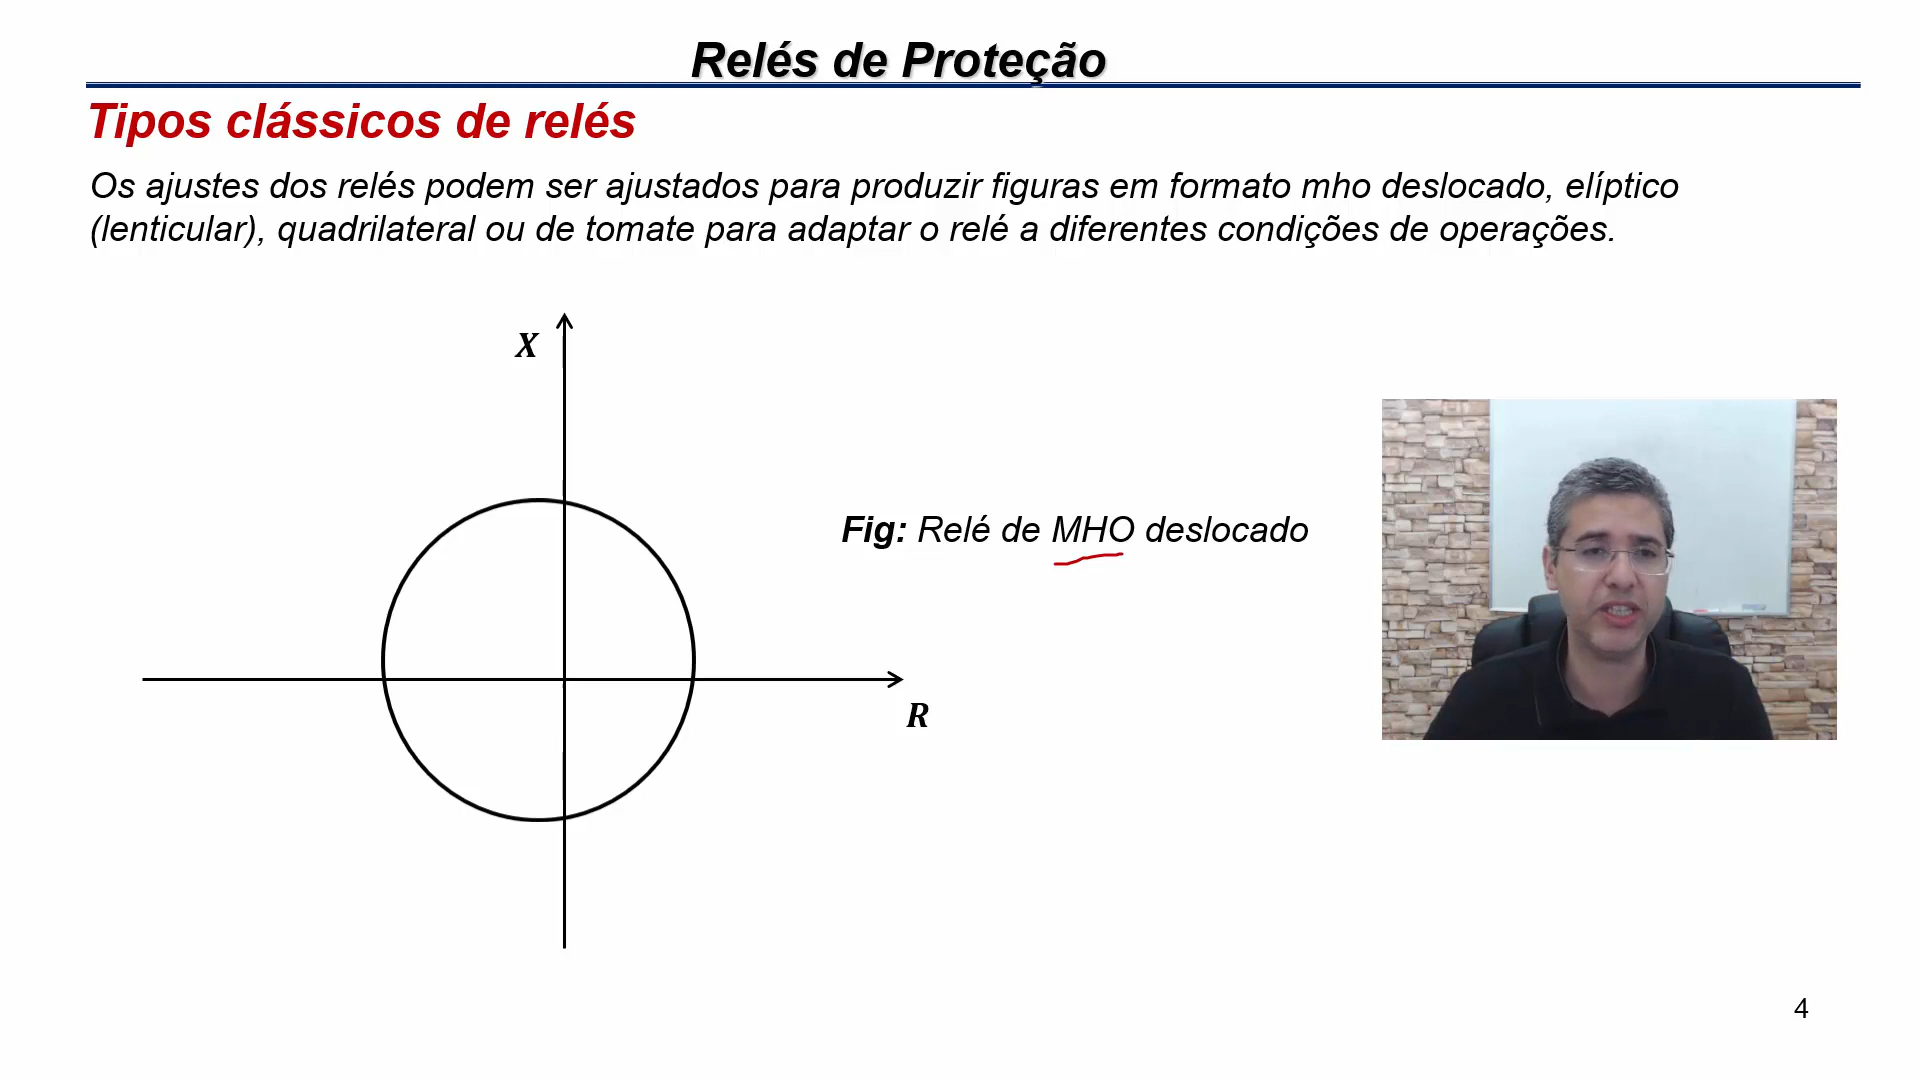 Relés de Proteção
Tipos clássicos de relés
Os ajustes dos relés podem ser ajustados para produzir figuras em formato mho deslocado, elíptico
(lenticular), quadrilateral ou de tomate para adaptar o relé a diferentes condições de operações.
X
Fig: Relé de MHO deslocado
R
4